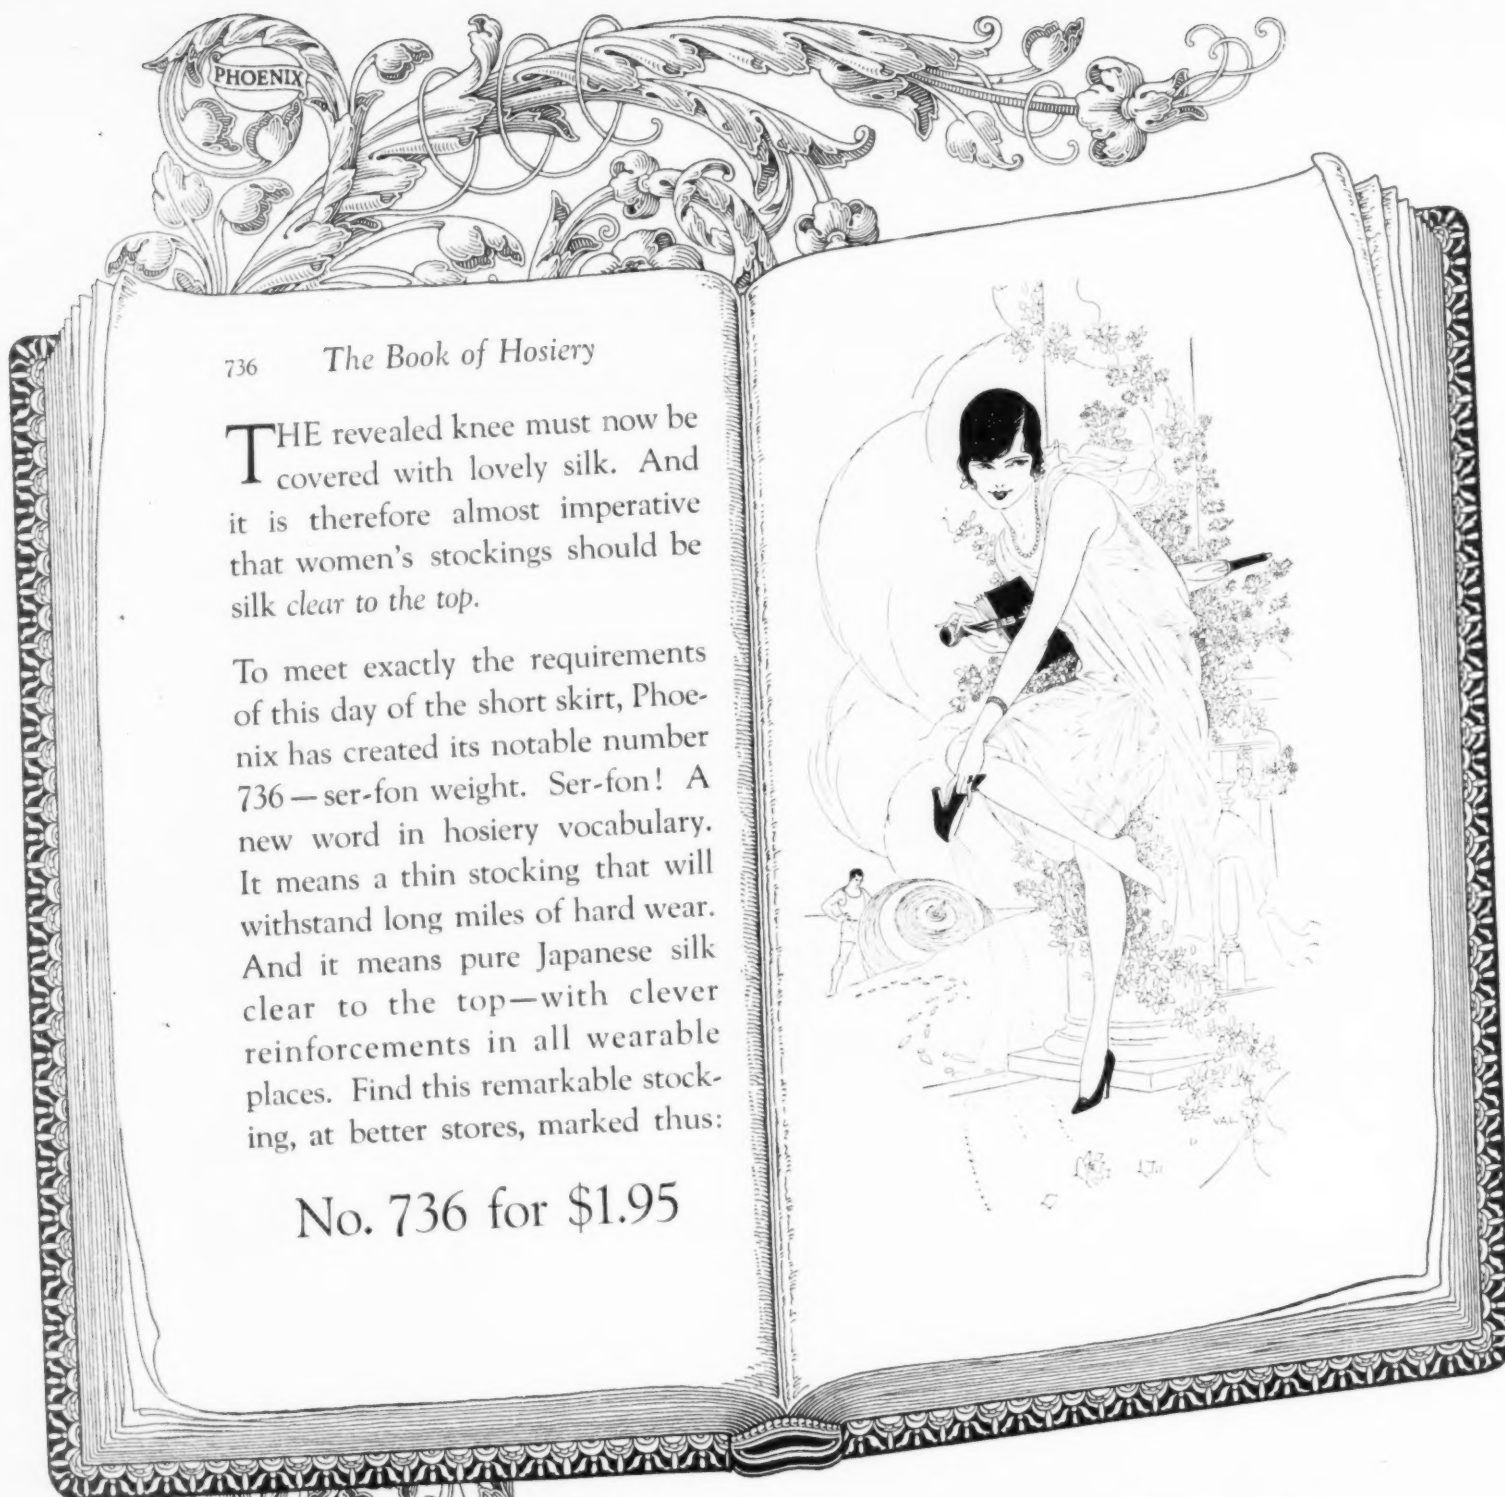 PHOENIX
736 The Book of Hosiery
THE revealed knee must now be
covered with lovely silk. And
it is therefore almost imperative
that women's stockings should be
silk clear to the top.
To meet exactly the requirements
of this day of the short skirt, Phoe-
nix has created its notable number
736—ser-fon weight. Ser-fon! A
new word in hosiery vocabulary.
It means a thin stocking that will
withstand long miles of hard wear.
And it means pure Japanese silk
clear to the top—with clever
reinforcements in all wearable
places. Find this remarkable stock-
ing, at better stores, marked thus:
No. 736 for $1.95
VAL